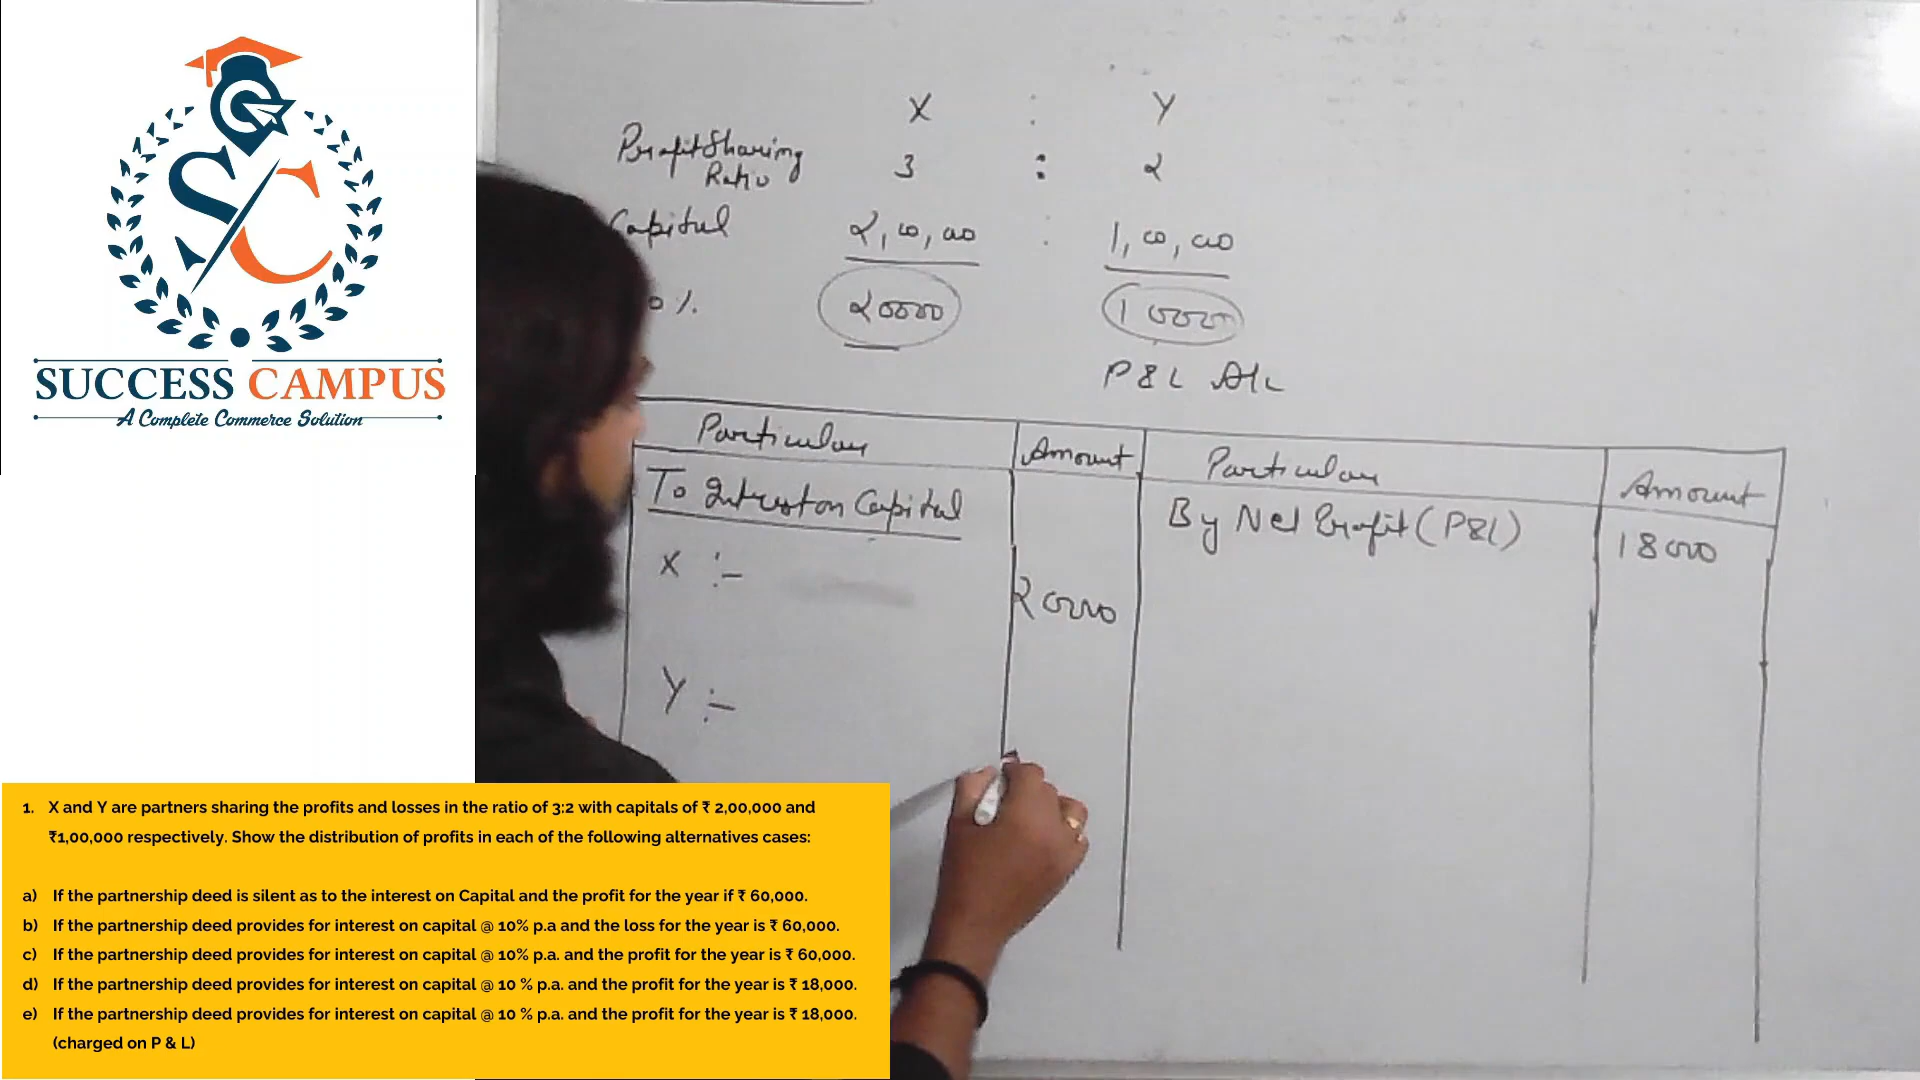 SUCCESS CAMPUS
A Complete Commerce Solution
X : Y
Profit Sharing
Ratio 3 : 2
Capital 2,00,000 : 1,00,000
0%. 20000 10000
P&L A/c
Particulars Amount Particulars Amount
To Intrest on Capital By Net Profit (P&L) 18000
X :- 20000
Y :-
1. X and Y are partners sharing the profits and losses in the ratio of 3:2 with capitals of ₹ 2,00,000 and
₹1,00,000 respectively. Show the distribution of profits in each of the following alternatives cases:
a) If the partnership deed is silent as to the interest on Capital and the profit for the year if ₹ 60,000.
b) If the partnership deed provides for interest on capital @ 10% p.a and the loss for the year is ₹ 60,000.
c) If the partnership deed provides for interest on capital @ 10% p.a. and the profit for the year is ₹ 60,000.
d) If the partnership deed provides for interest on capital @ 10 % p.a. and the profit for the year is ₹ 18,000.
e) If the partnership deed provides for interest on capital @ 10 % p.a. and the profit for the year is ₹ 18,000.
(charged on P & L)